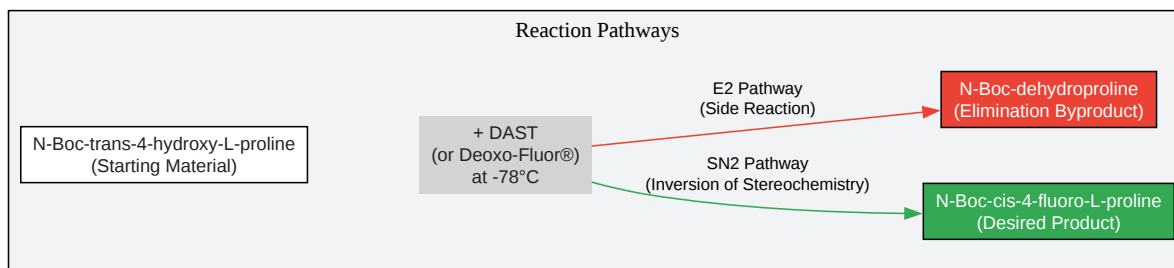 Reaction Pathways
N-Boc-trans-4-hydroxy-L-proline
(Starting Material)
+ DAST
(or Deoxo-Fluor®)
at -78°C
E2 Pathway
(Side Reaction)
SN2 Pathway
(Inversion of Stereochemistry)
N-Boc-dehydroproline
(Elimination Byproduct)
N-Boc-cis-4-fluoro-L-proline
(Desired Product)